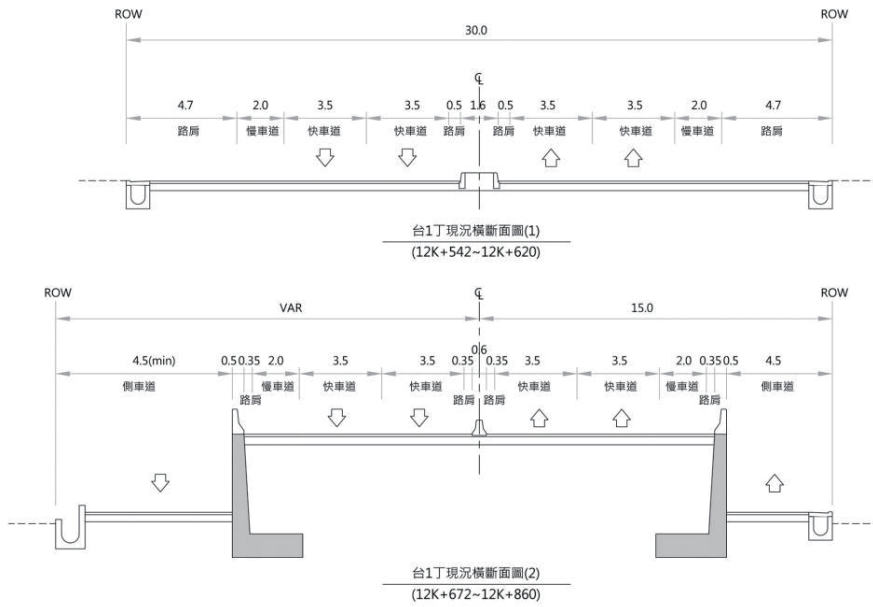 ROW ROW
30.0
℄
4.7 2.0 3.5 3.5 0.5 1.6 0.5 3.5 3.5 2.0 4.7
路肩 慢車道 快車道 快車道 路肩 路肩 快車道 快車道 慢車道 路肩
台1丁現況橫斷面圖(1)
(12K+542~12K+620)
ROW ℄ ROW
VAR 15.0
0.6
4.5(min) 0.5 0.35 2.0 3.5 3.5 0.35 0.35 3.5 3.5 2.0 0.35 0.5 4.5
側車道 慢車道 快車道 快車道 快車道 快車道 慢車道 側車道
路肩 路肩 路肩 路肩
台1丁現況橫斷面圖(2)
(12K+672~12K+860)